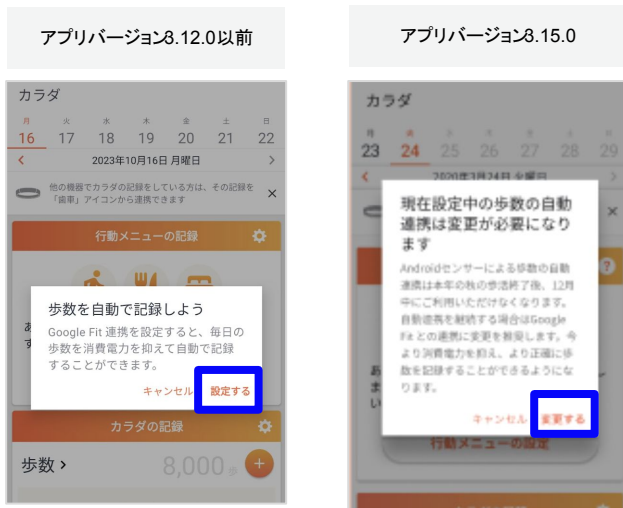 アプリバージョン3.12.0以前
カラダ
月 火 水 木 金 土 日
16 17 18 19 20 21 22
< 2023年10月16日 月曜日 >
他の機器でカラダの記録をしている方は、その記録を
「歯車」アイコンから連携できます
×
行動メニューの記録
あ
す
歩数を自動で記録しよう
Google Fit 連携を設定すると、毎日の
歩数を消費電力を抑えて自動で記録
することができます。
キャンセル 設定する
カラダの記録
歩数 > 8,000 歩 +
アプリバージョン3.15.0
カラダ
月 火 水 木 金 土 日
23 24 25 26 27 28 29
< 2020年3月24日 火曜日 >
×
?
現在設定中の歩数の自動
連携は変更が必要になり
ます
Androidセンサーによる歩数の自動
連携は本年の秋の歩活終了後、12月
中にご利用いただけなくなります。
自動連携を継続する場合はGoogle
Fit との連携に変更を推奨します。今
より消費電力を抑え、より正確に歩
数を記録することができるようにな
ります。
あ
ま
い
キャンセル 変更する
行動メニューの設定